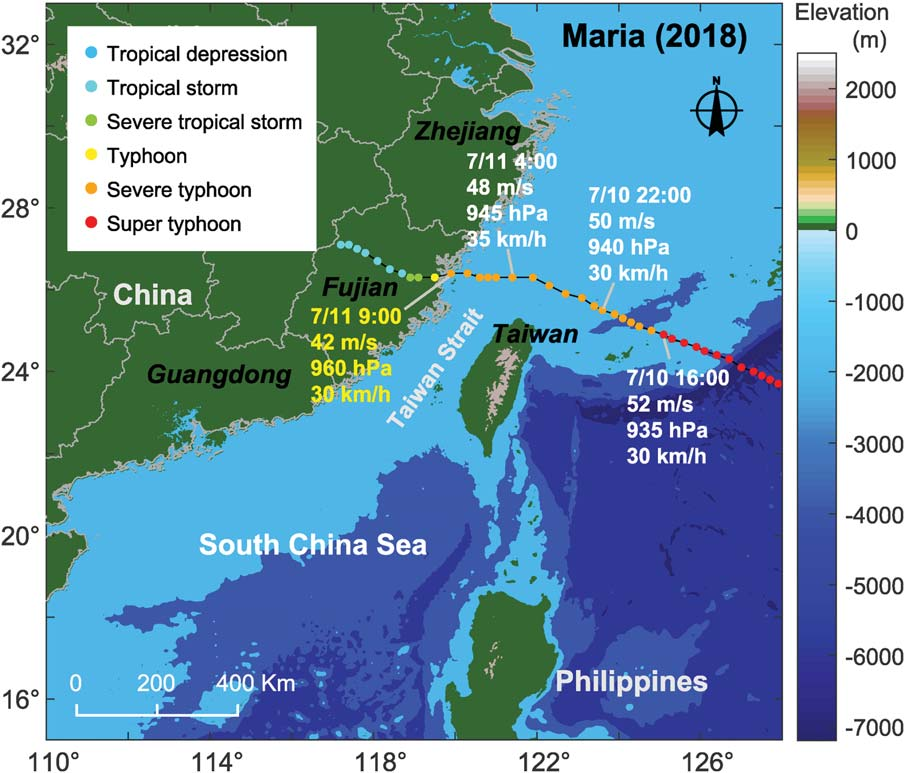 Maria (2018)
Elevation
(m)
N
Tropical depression
Tropical storm
Severe tropical storm
Typhoon
Severe typhoon
Super typhoon
Zhejiang
7/11 4:00
48 m/s
945 hPa
35 km/h
7/10 22:00
50 m/s
940 hPa
30 km/h
China
Fujian
7/11 9:00
42 m/s
960 hPa
30 km/h
Taiwan Strait
Taiwan
Guangdong
7/10 16:00
52 m/s
935 hPa
30 km/h
South China Sea
Philippines
0 200 400 Km
32°
28°
24°
20°
16°
110°
114°
118°
122°
126°
2000
1000
0
-1000
-2000
-3000
-4000
-5000
-6000
-7000